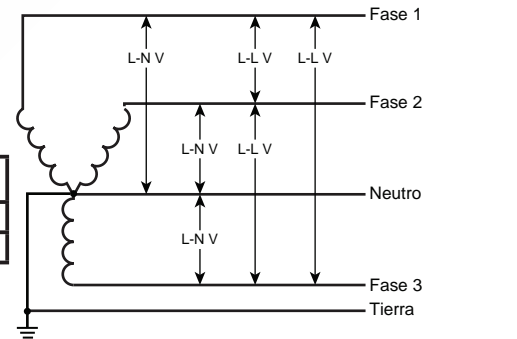 Fase 1
L-N V
L-L V
L-L V
Fase 2
L-N V
L-L V
Neutro
L-N V
Fase 3
Tierra